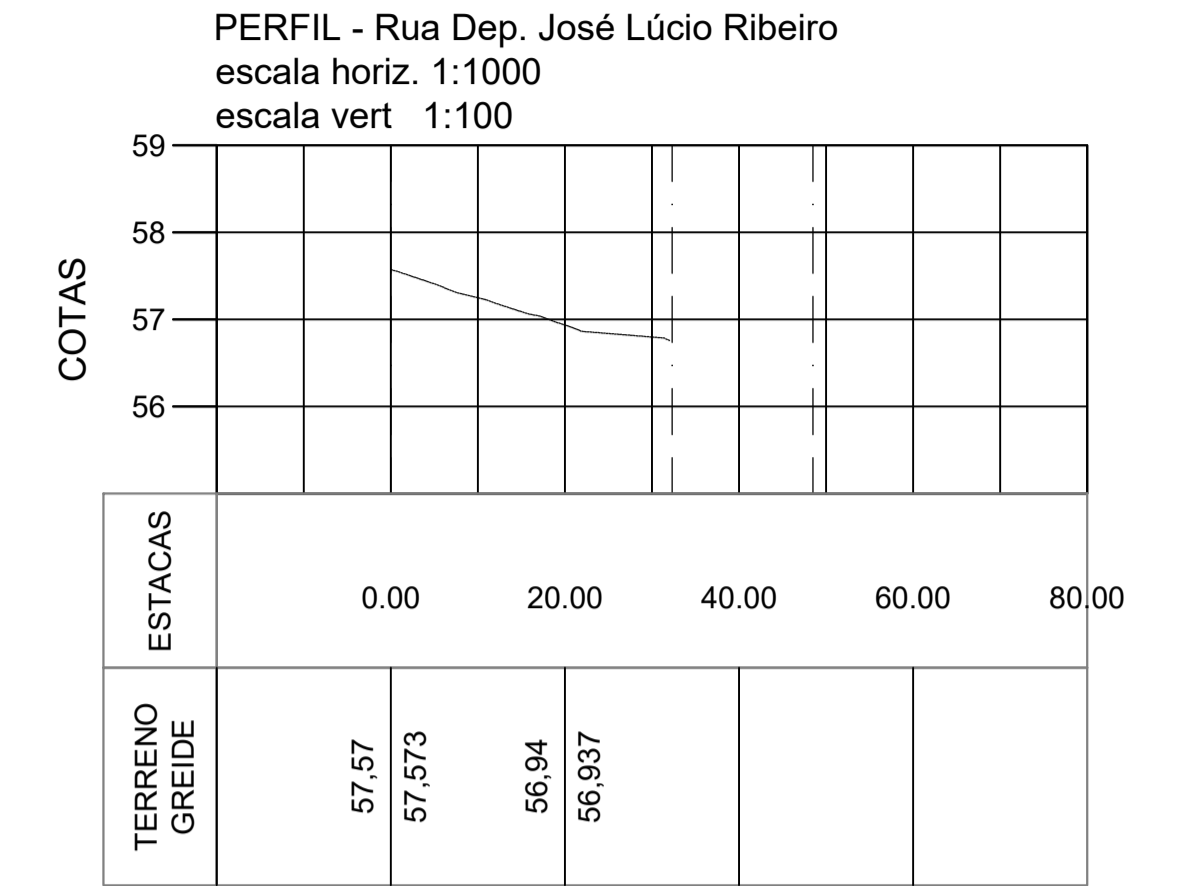 PERFIL - Rua Dep. José Lúcio Ribeiro
escala horiz. 1:1000
escala vert 1:100
59
58
57
56
COTAS
ESTACAS
0.00 20.00 40.00 60.00 80.00
TERRENO
GREIDE
57,57
57,573
56,94
56,937